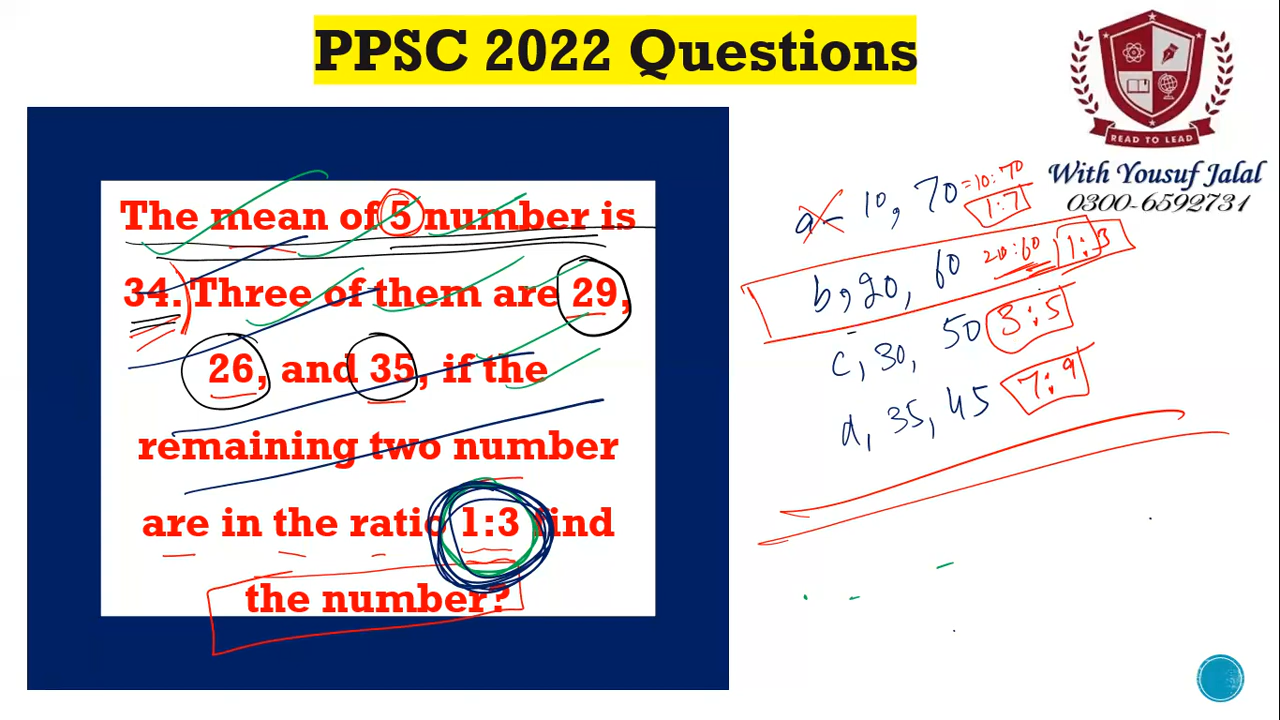 PPSC 2022 Questions
READ TO LEAD
With Yousuf Jalal
0300-6592731
The mean of 5 number is
34. Three of them are 29,
26, and 35, if the
remaining two number
are in the ratio 1:3 find
the number?
a- 10, 70 = 10:70
1:7
b, 20, 60 20:60 1:3
c, 30, 50 3:5
d, 35, 45 7:9